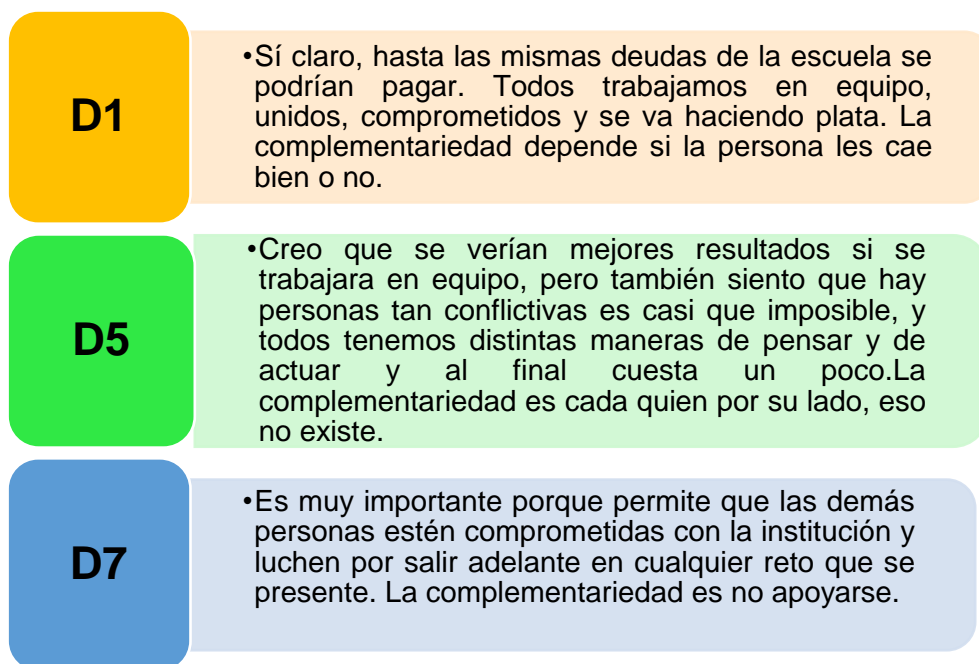 D1
•Sí claro, hasta las mismas deudas de la escuela se
podrían pagar. Todos trabajamos en equipo,
unidos, comprometidos y se va haciendo plata. La
complementariedad depende si la persona les cae
bien o no.
D5
•Creo que se verían mejores resultados si se
trabajara en equipo, pero también siento que hay
personas tan conflictivas es casi que imposible, y
todos tenemos distintas maneras de pensar y de
actuar y al final cuesta un poco.La
complementariedad es cada quien por su lado, eso
no existe.
D7
•Es muy importante porque permite que las demás
personas estén comprometidas con la institución y
luchen por salir adelante en cualquier reto que se
presente. La complementariedad es no apoyarse.